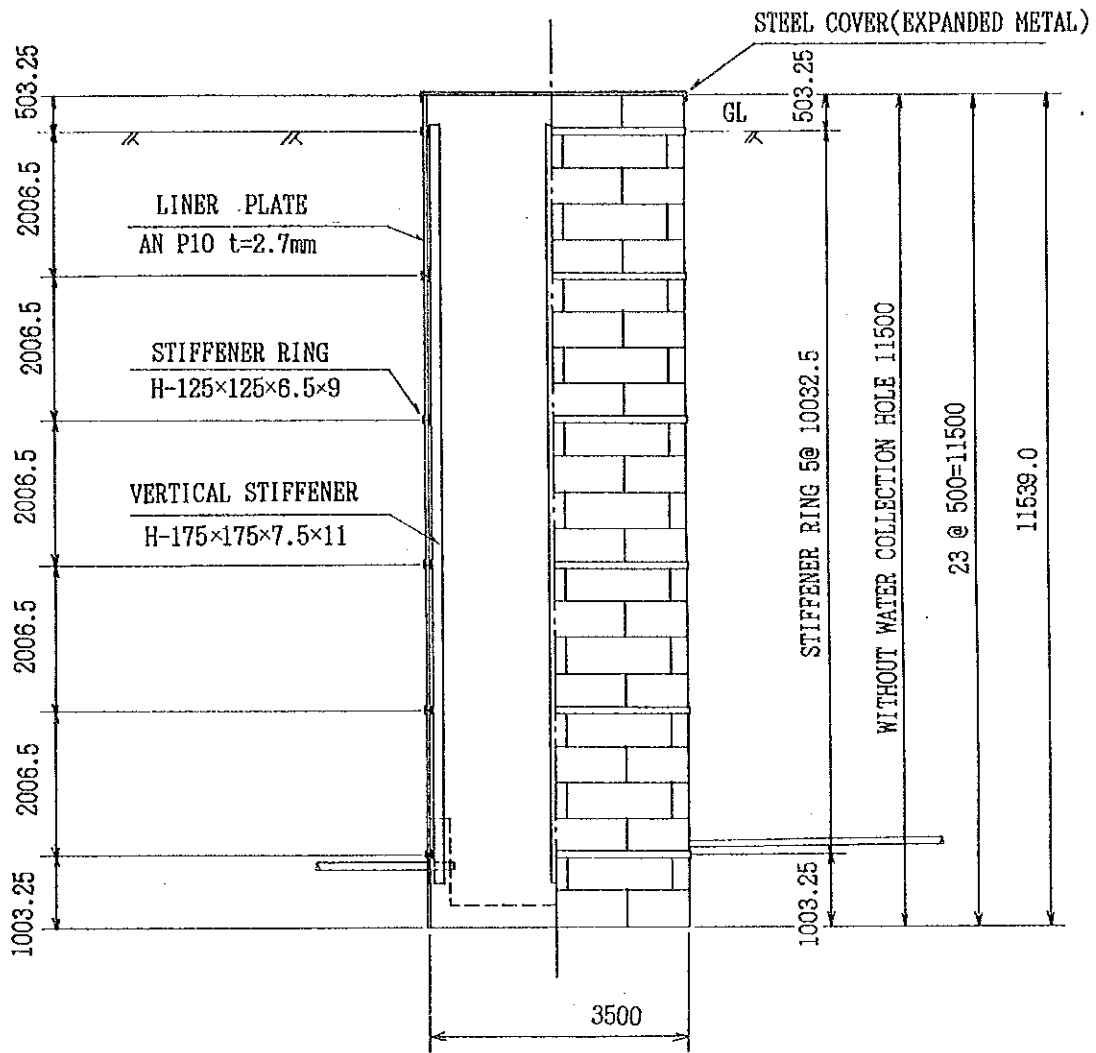 STEEL COVER(EXPANDED METAL)
503.25
503.25
GL
2006.5
LINER PLATE
AN P10 t=2.7mm
2006.5
STIFFENER RING
H-125×125×6.5×9
2006.5
VERTICAL STIFFENER
H-175×175×7.5×11
2006.5
2006.5
1003.25
STIFFENER RING 5@ 10032.5
WITHOUT WATER COLLECTION HOLE 11500
23 @ 500=11500
11539.0
1003.25
3500